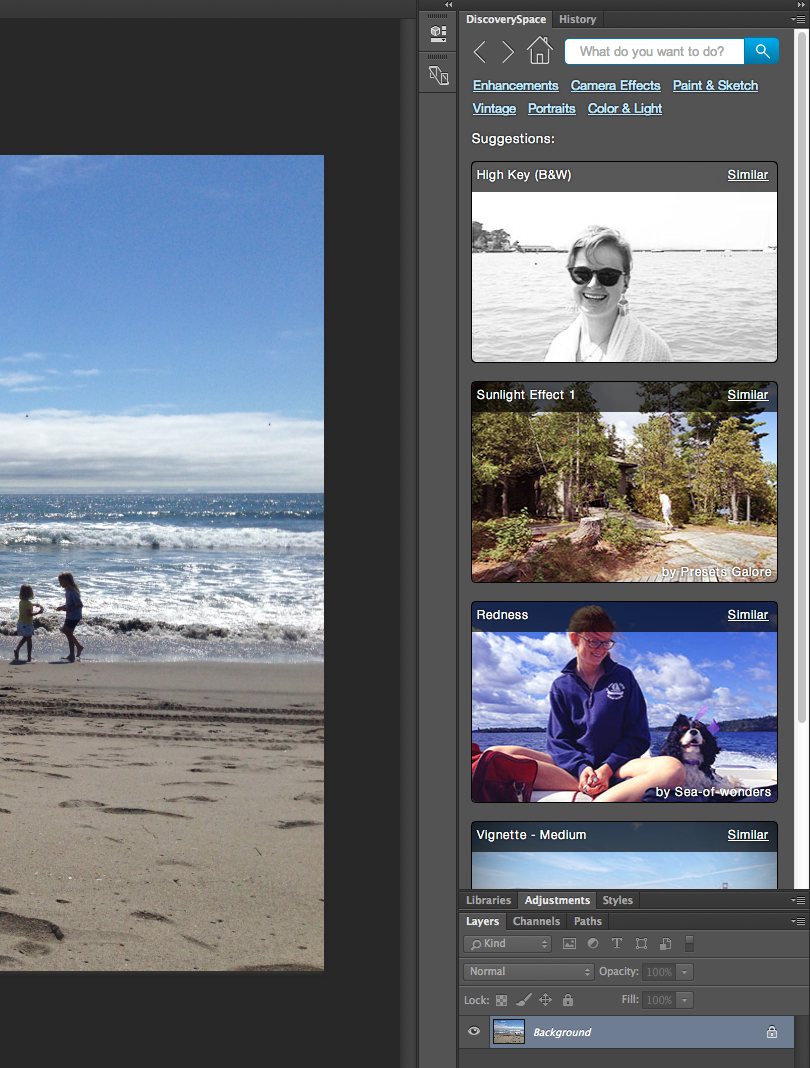 DiscoverySpace History
What do you want to do?
Enhancements Camera Effects Paint & Sketch
Vintage Portraits Color & Light
Suggestions:
High Key (B&W) Similar
Sunlight Effect 1 Similar
by Presets Galore
Redness Similar
by Sea-of-wonders
Vignette - Medium Similar
Libraries Adjustments Styles
Layers Channels Paths
Kind
Normal Opacity: 100%
Lock: Fill: 100%
Background